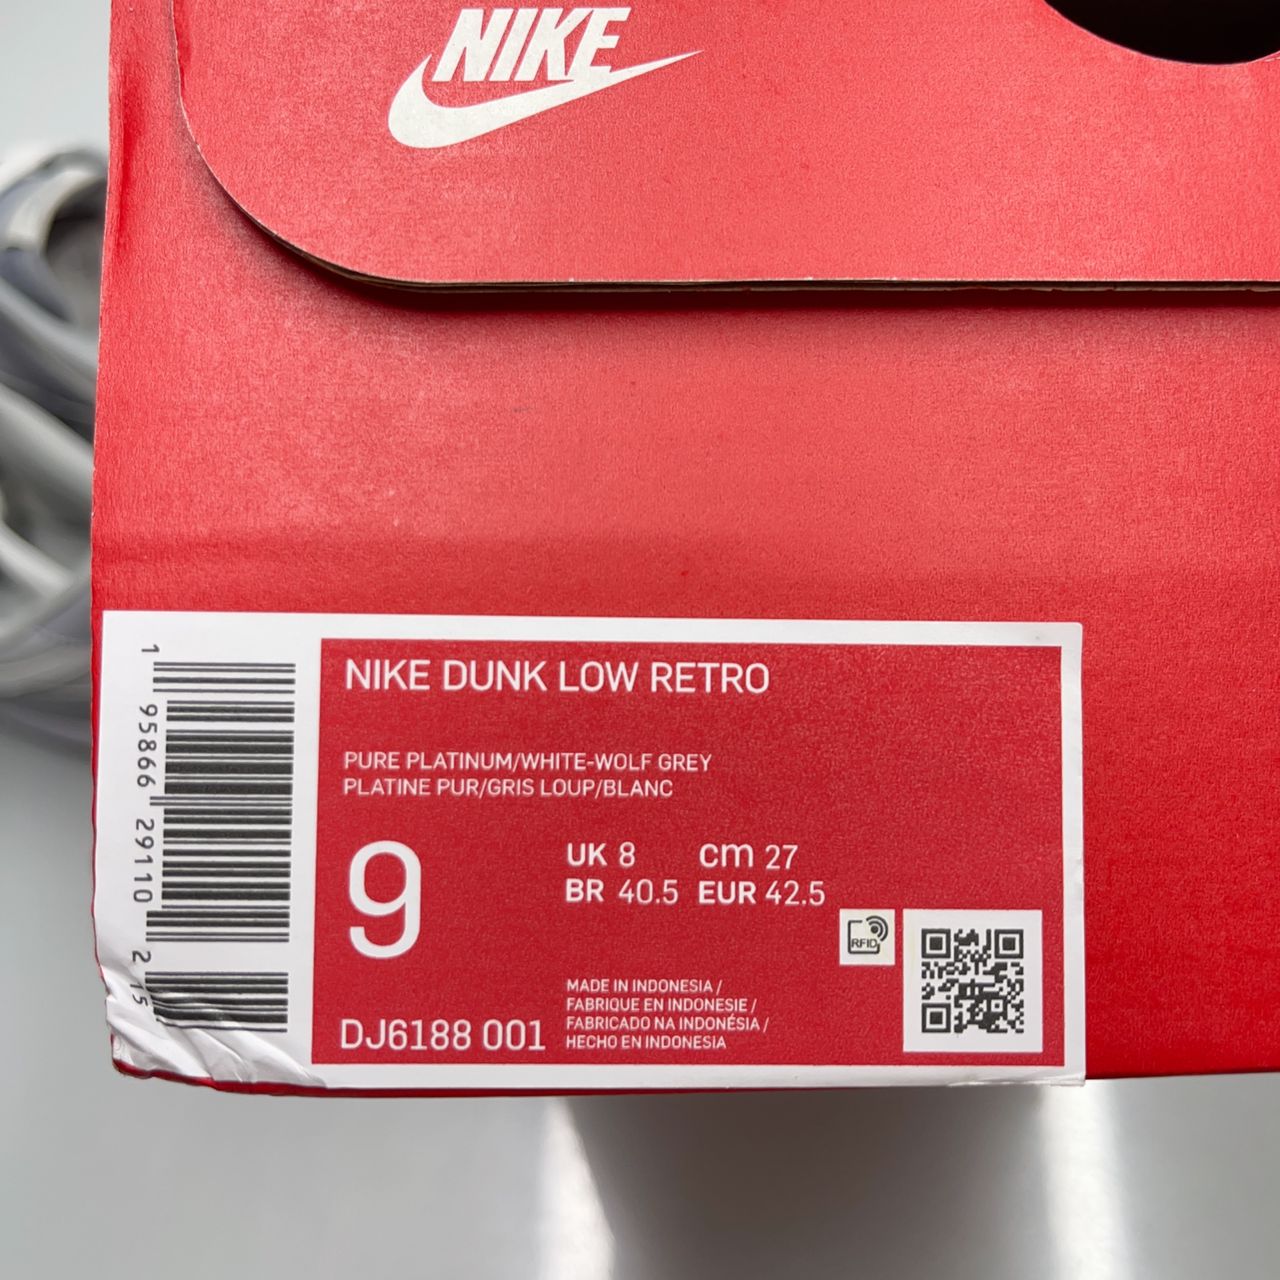 NIKE
1 95866 29110 2 15
NIKE DUNK LOW RETRO
PURE PLATINUM/WHITE-WOLF GREY
PLATINE PUR/GRIS LOUP/BLANC
9
UK 8 cm 27
BR 40.5 EUR 42.5
RFID
MADE IN INDONESIA /
FABRIQUE EN INDONESIE /
FABRICADO NA INDONÉSIA /
HECHO EN INDONESIA
DJ6188 001